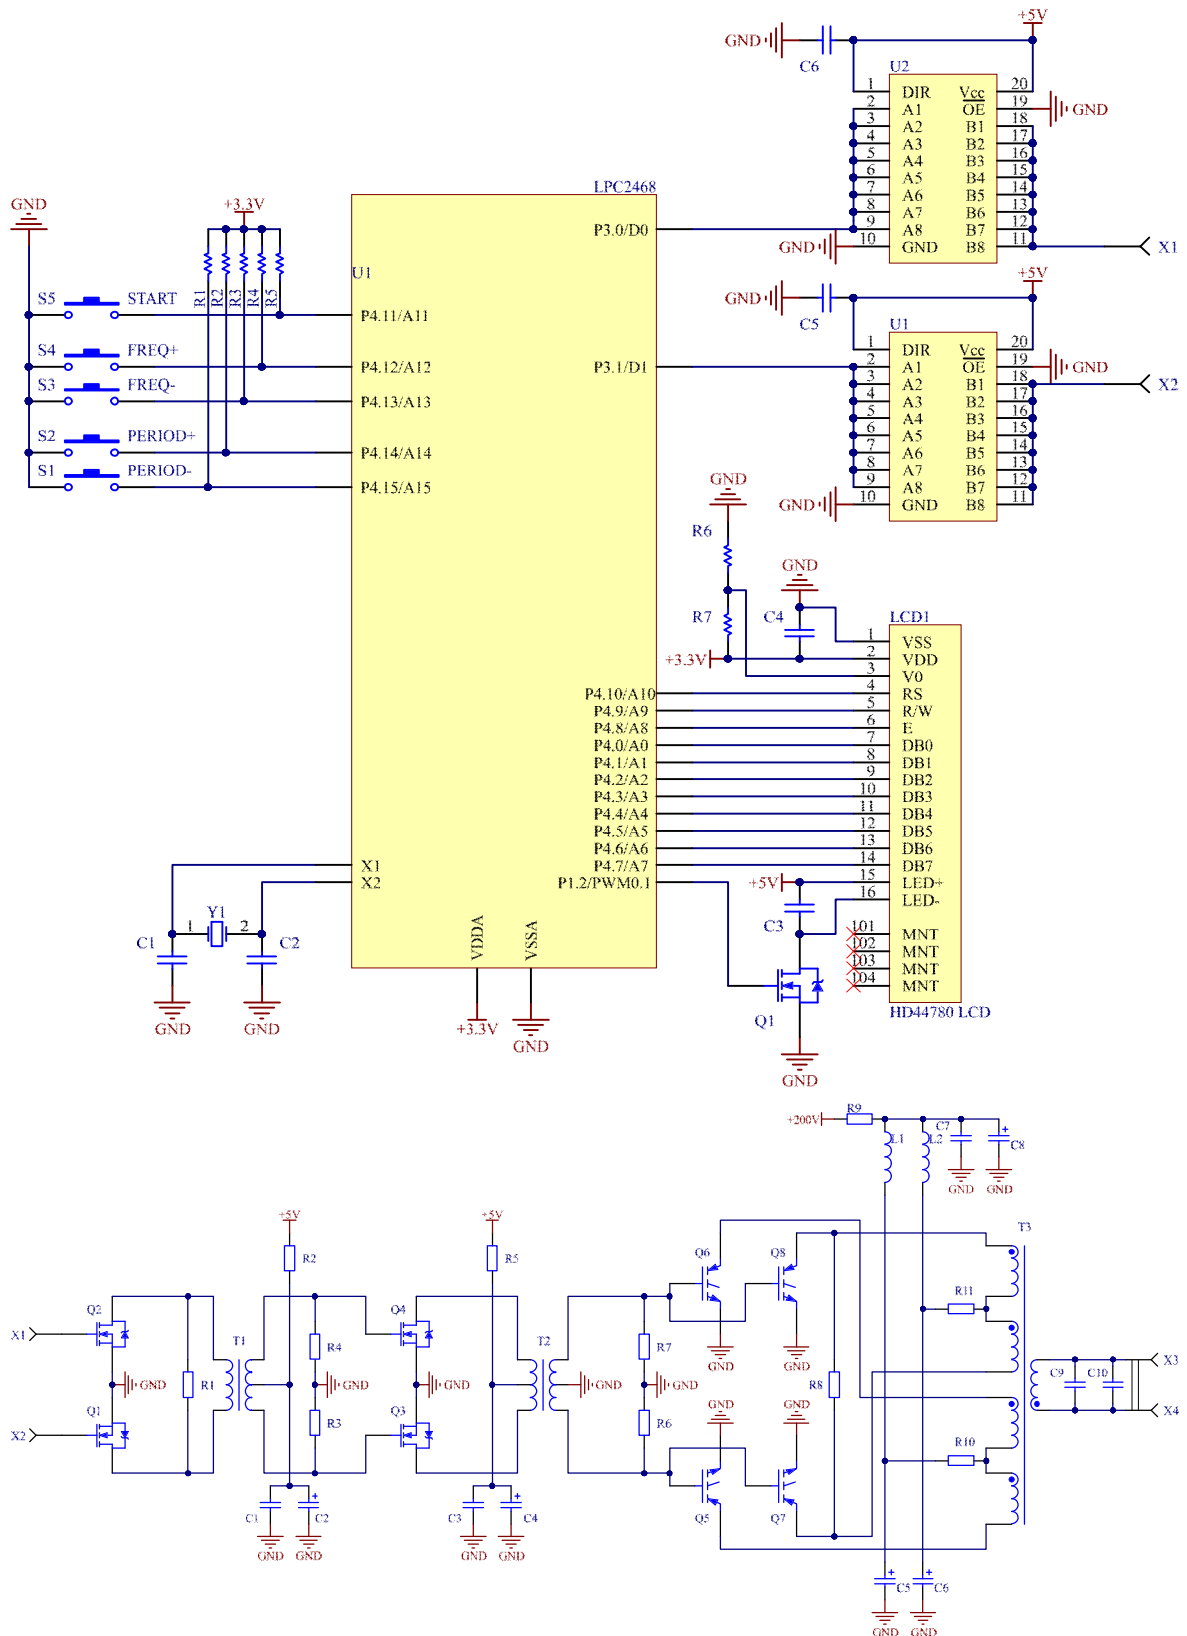 +5V
GND
C6
U2
1 DIR Vcc 20
2 A1 OE 19 GND
3 A2 B1 18
4 A3 B2 17
5 A4 B3 16
6 A5 B4 15
7 A6 B5 14
8 A7 B6 13
9 A8 B7 12
GND 10 GND B8 11 X1
LPC2468
GND
+3.3V
P3.0/D0
U1
R1 R2 R3 R4 R5
S5 START P4.11/A11
S4 FREQ+ P4.12/A12
S3 FREQ- P4.13/A13
S2 PERIOD+ P4.14/A14
S1 PERIOD- P4.15/A15
P3.1/D1
+5V
GND
C5
U1
1 DIR Vcc 20
2 A1 OE 19 GND
3 A2 B1 18 X2
4 A3 B2 17
5 A4 B3 16
6 A5 B4 15
7 A6 B5 14
8 A7 B6 13
9 A8 B7 12
GND 10 GND B8 11
GND
R6
GND
R7 C4
+3.3V
LCD1
1 VSS
2 VDD
3 V0
P4.10/A10 4 RS
P4.9/A9 5 R/W
P4.8/A8 6 E
P4.0/A0 7 DB0
P4.1/A1 8 DB1
P4.2/A2 9 DB2
P4.3/A3 10 DB3
P4.4/A4 11 DB4
P4.5/A5 12 DB5
P4.6/A6 13 DB6
P4.7/A7 14 DB7
P1.2/PWM0.1 +5V 15 LED+
16 LED-
101 MNT
102 MNT
103 MNT
104 MNT
HD44780 LCD
C3
Q1
GND
X1
X2
1 Y1 2
C1 C2
GND GND
VDDA VSSA
+3.3V GND
+200V R9
L1 L2 C7 C8
GND GND
+5V +5V
R2 R5
Q6 Q8 T3
Q2 Q4
X1
T1 R4 T2 R7
R11
GND R1 GND GND GND GND
GND GND
R8
C9 C10 X3
X4
X2 Q1 R3 Q3 R6
GND GND
R10
C1 C2 C3 C4
GND GND GND GND
Q5 Q7
C5 C6
GND GND